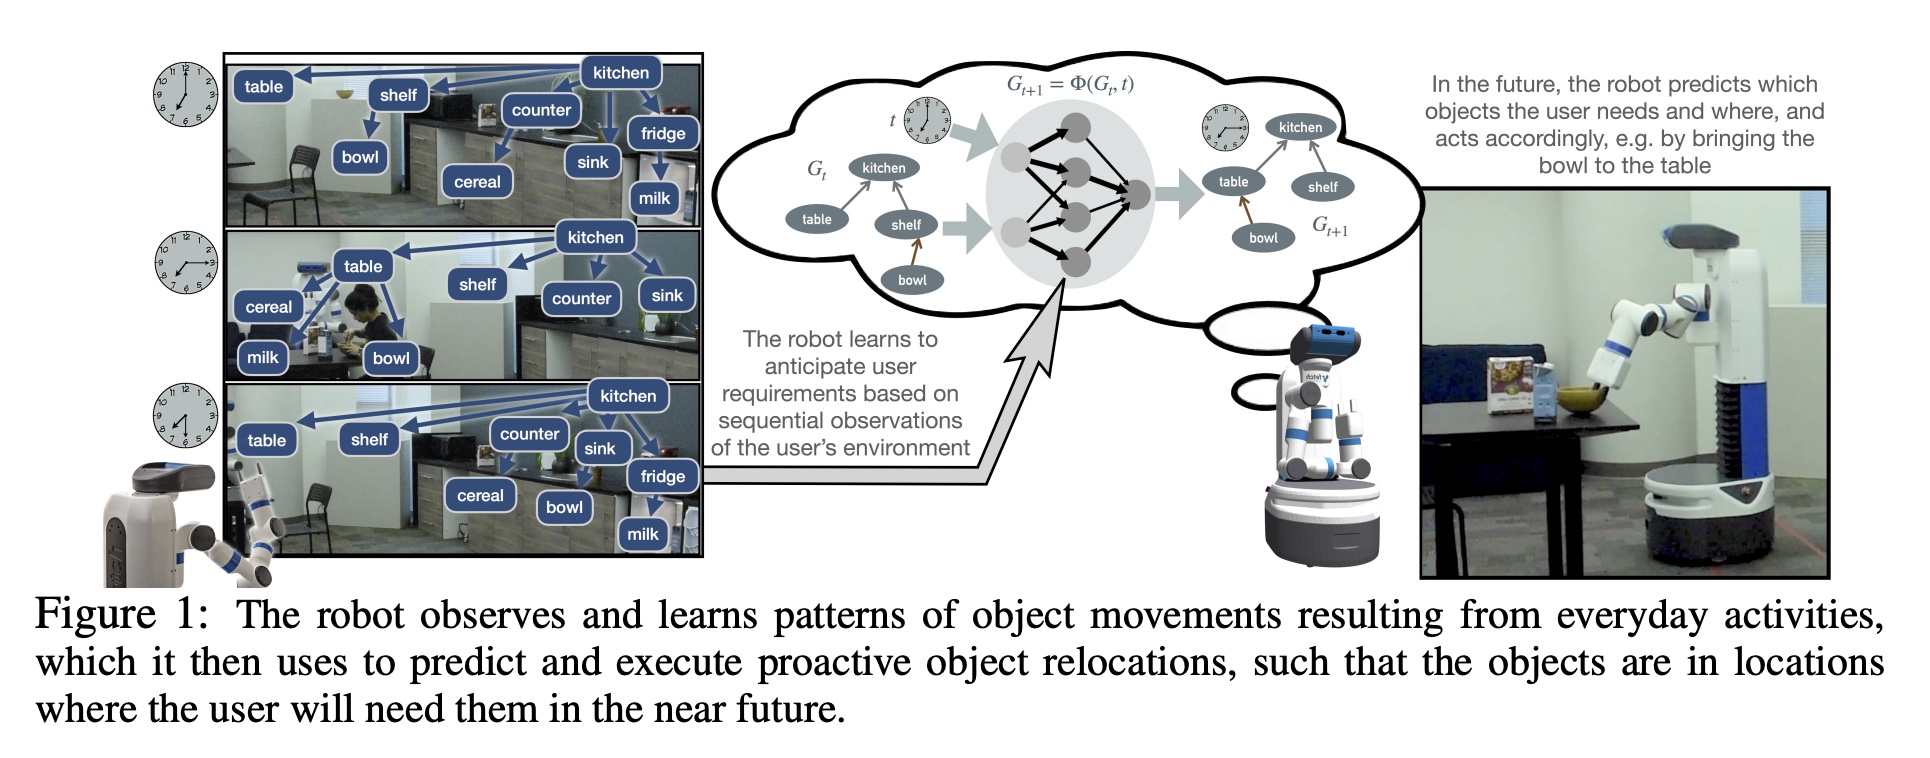 table
kitchen
shelf
counter
fridge
bowl
sink
cereal
milk
kitchen
table
shelf
sink
cereal
counter
milk
bowl
kitchen
table
shelf
counter
sink
fridge
cereal
bowl
milk
G_{t+1} = Φ(G_t, t)
t
G_t
kitchen
table
shelf
bowl
kitchen
table
shelf
bowl
G_{t+1}
The robot learns to
anticipate user
requirements based on
sequential observations
of the user’s environment
fetch
In the future, the robot predicts which
objects the user needs and where, and
acts accordingly, e.g. by bringing the
bowl to the table
Figure 1: The robot observes and learns patterns of object movements resulting from everyday activities,
which it then uses to predict and execute proactive object relocations, such that the objects are in locations
where the user will need them in the near future.